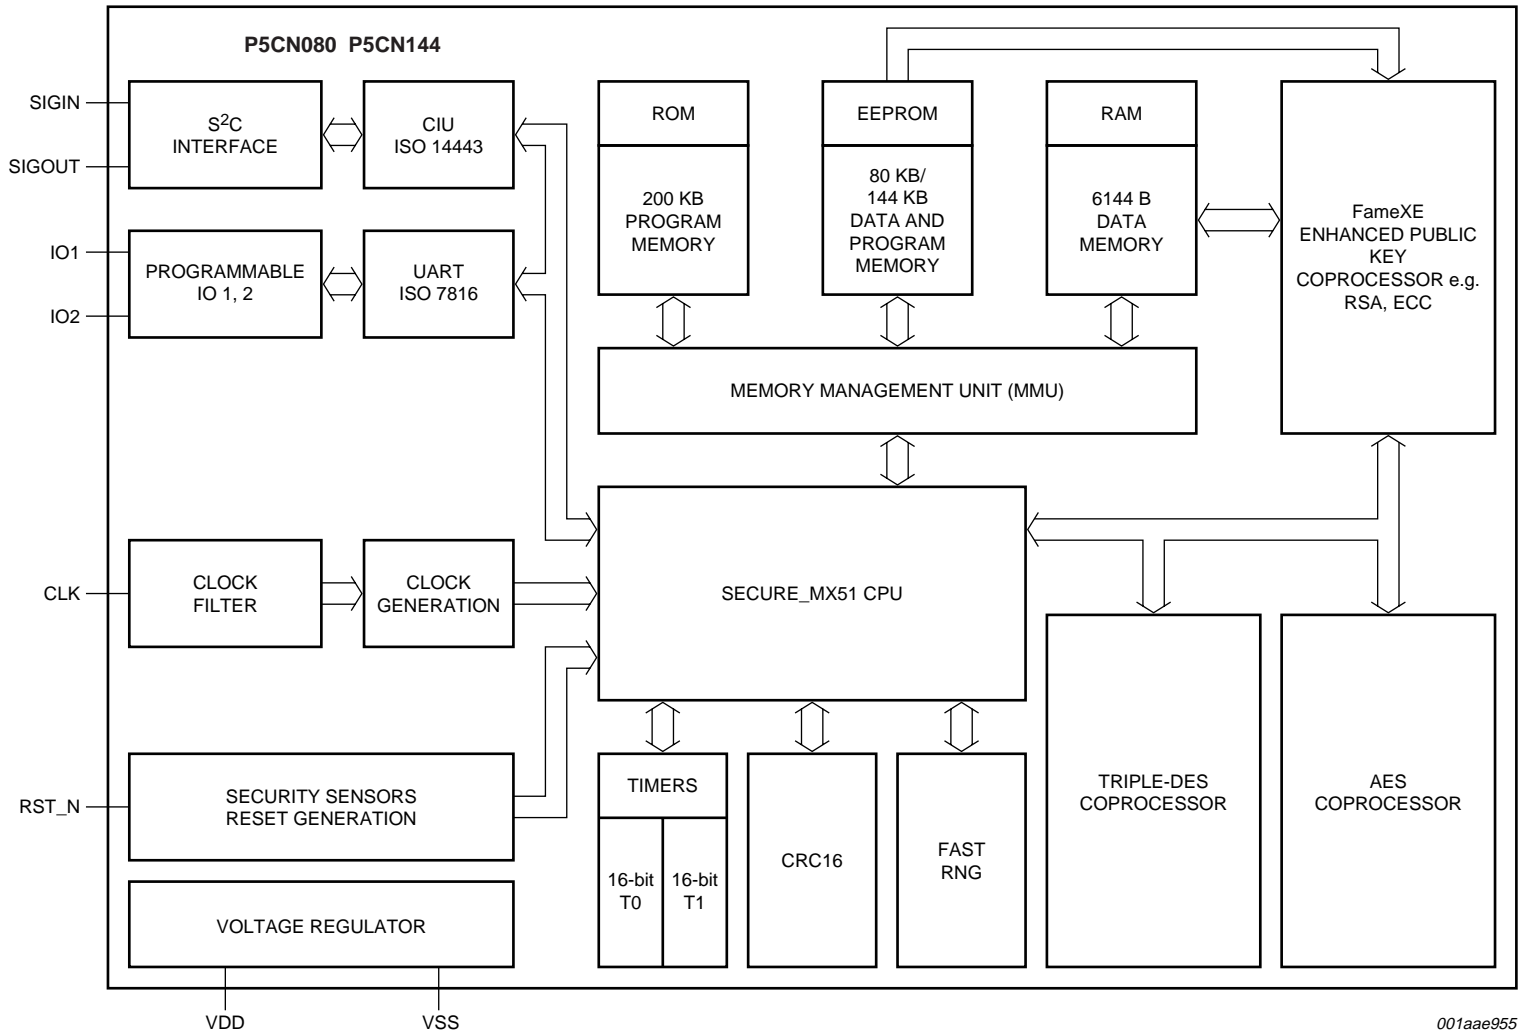 P5CN080 P5CN144
SIGIN
SIGOUT
S²C
INTERFACE
CIU
ISO 14443
ROM
200 KB
PROGRAM
MEMORY
EEPROM
80 KB/
144 KB
DATA AND
PROGRAM
MEMORY
RAM
6144 B
DATA
MEMORY
FameXE
ENHANCED PUBLIC
KEY
COPROCESSOR e.g.
RSA, ECC
IO1
IO2
PROGRAMMABLE
IO 1, 2
UART
ISO 7816
MEMORY MANAGEMENT UNIT (MMU)
CLK
CLOCK
FILTER
CLOCK
GENERATION
SECURE_MX51 CPU
RST_N
SECURITY SENSORS
RESET GENERATION
TIMERS
16-bit
T0
16-bit
T1
CRC16
FAST
RNG
TRIPLE-DES
COPROCESSOR
AES
COPROCESSOR
VOLTAGE REGULATOR
VDD
VSS
001aae955